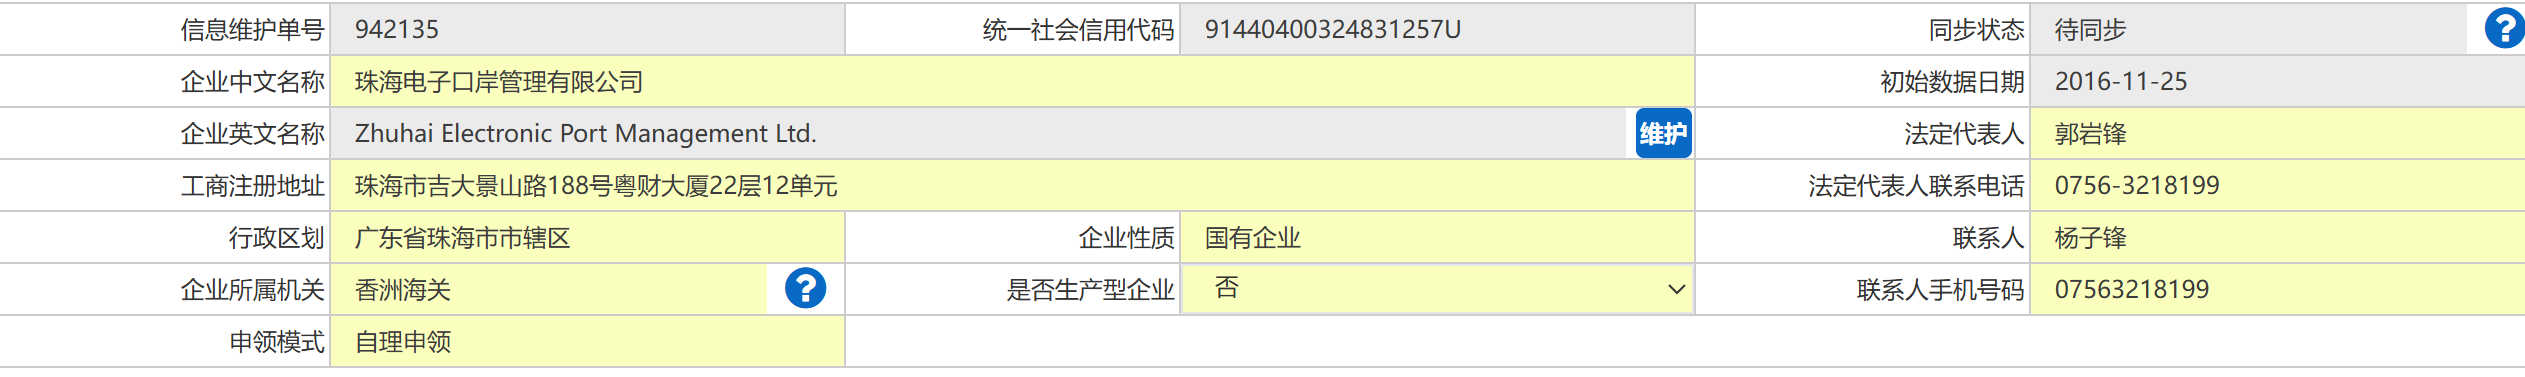 信息维护单号 942135 统一社会信用代码 91440400324831257U 同步状态 待同步 ?
企业中文名称 珠海电子口岸管理有限公司 初始数据日期 2016-11-25
企业英文名称 Zhuhai Electronic Port Management Ltd. 维护 法定代表人 郭岩锋
工商注册地址 珠海市吉大景山路188号粤财大厦22层12单元 法定代表人联系电话 0756-3218199
行政区划 广东省珠海市市辖区 企业性质 国有企业 联系人 杨子锋
企业所属机关 香洲海关 ? 是否生产型企业 否 联系人手机号码 07563218199
申领模式 自理申领